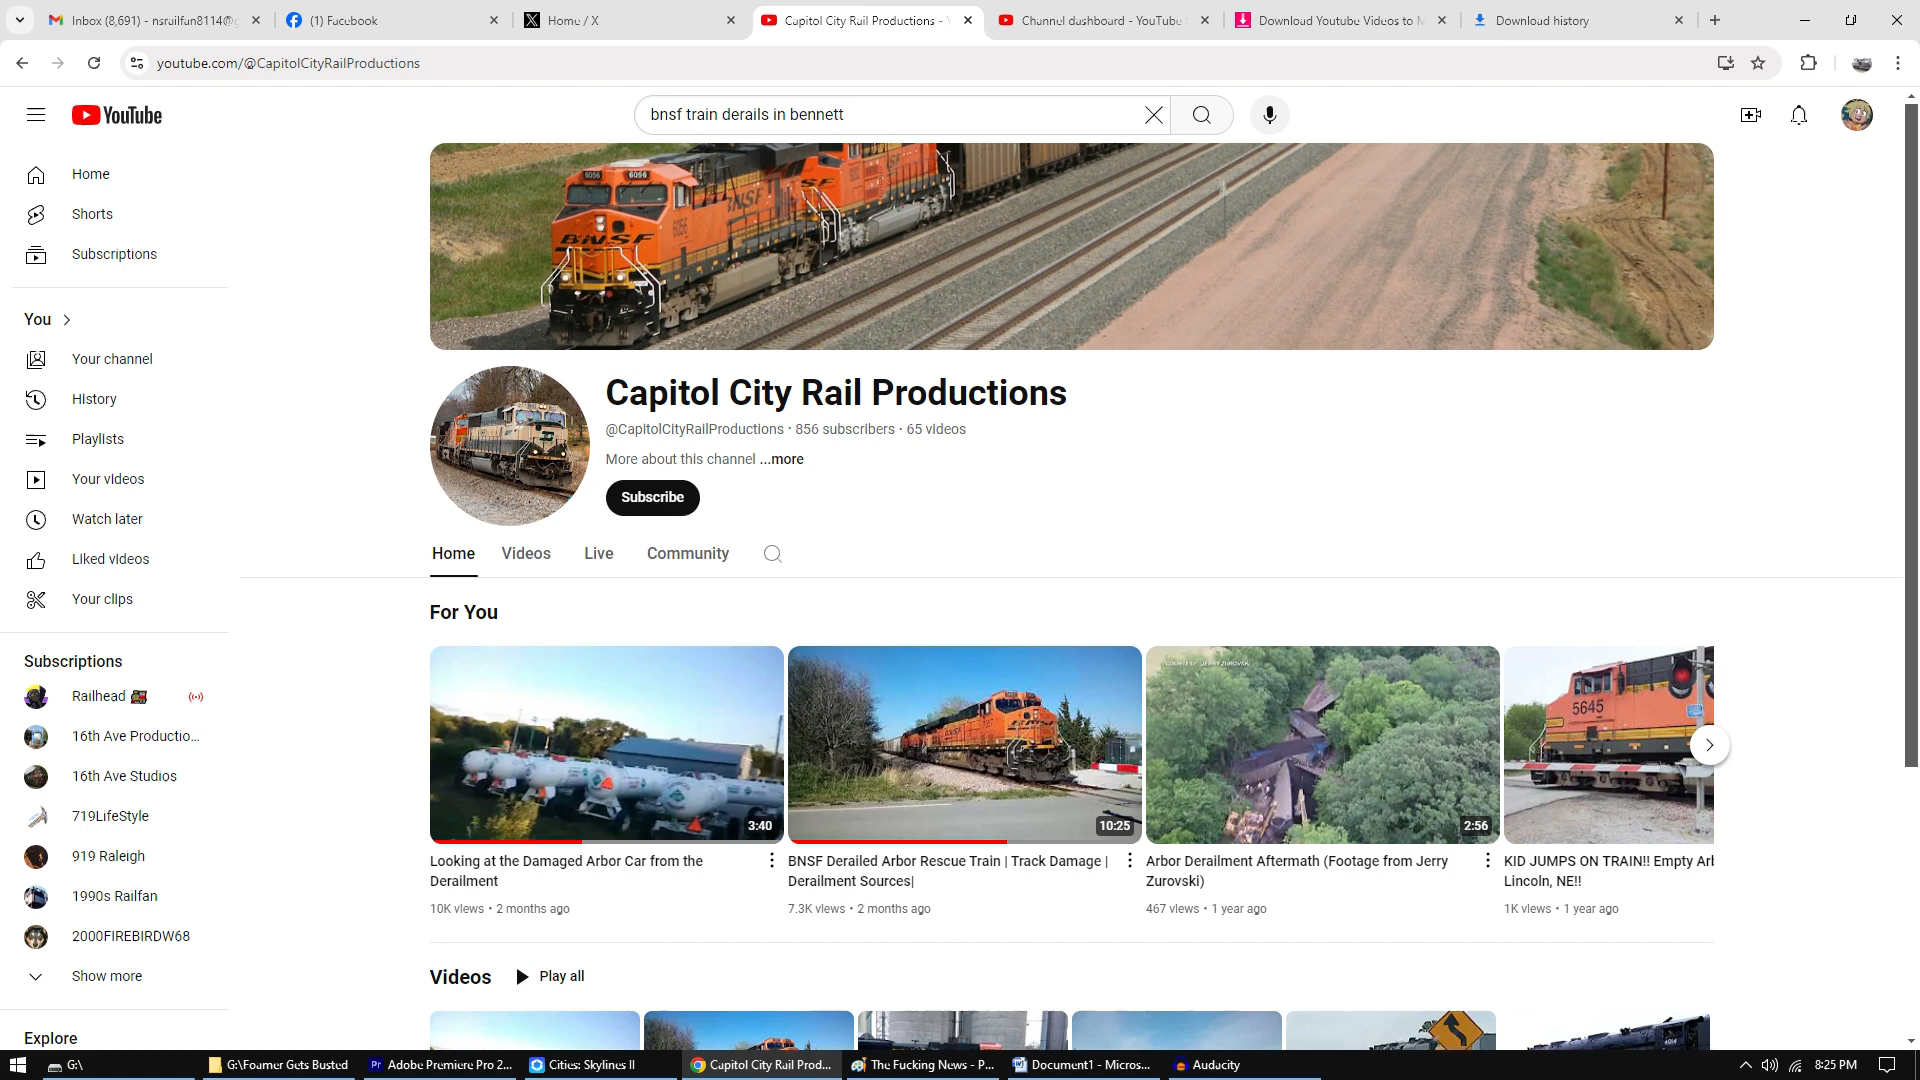 Inbox (8,691) - nsrailfan8114@g
(1) Facebook
Home / X
Capitol City Rail Productions -
Channel dashboard - YouTube
Download Youtube Videos to M
Download history
youtube.com/@CapitolCityRailProductions
YouTube
bnsf train derails in bennett
Home
Shorts
Subscriptions
You
Your channel
History
Playlists
Your videos
Watch later
Liked videos
Your clips
Subscriptions
Railhead
16th Ave Productio...
16th Ave Studios
719LifeStyle
919 Raleigh
1990s Railfan
2000FIREBIRDW68
Show more
Explore
6056 6056
BNSF
BNSF
6056
Capitol City Rail Productions
@CapitolCityRailProductions · 856 subscribers · 65 videos
More about this channel ...more
Subscribe
Home Videos Live Community
For You
3:40
Looking at the Damaged Arbor Car from the
Derailment
10K views • 2 months ago
10:25
BNSF Derailed Arbor Rescue Train | Track Damage |
Derailment Sources|
7.3K views • 2 months ago
COURTESY: JERRY ZUROVSKI
2:56
Arbor Derailment Aftermath (Footage from Jerry
Zurovski)
467 views • 1 year ago
5645
KID JUMPS ON TRAIN!! Empty Arb
Lincoln, NE!!
1K views • 1 year ago
Videos Play all
G:\
G:\Foamer Gets Busted
Adobe Premiere Pro 2...
Cities: Skylines II
Capitol City Rail Prod...
The Fucking News - P...
Document1 - Micros...
Audacity
8:25 PM